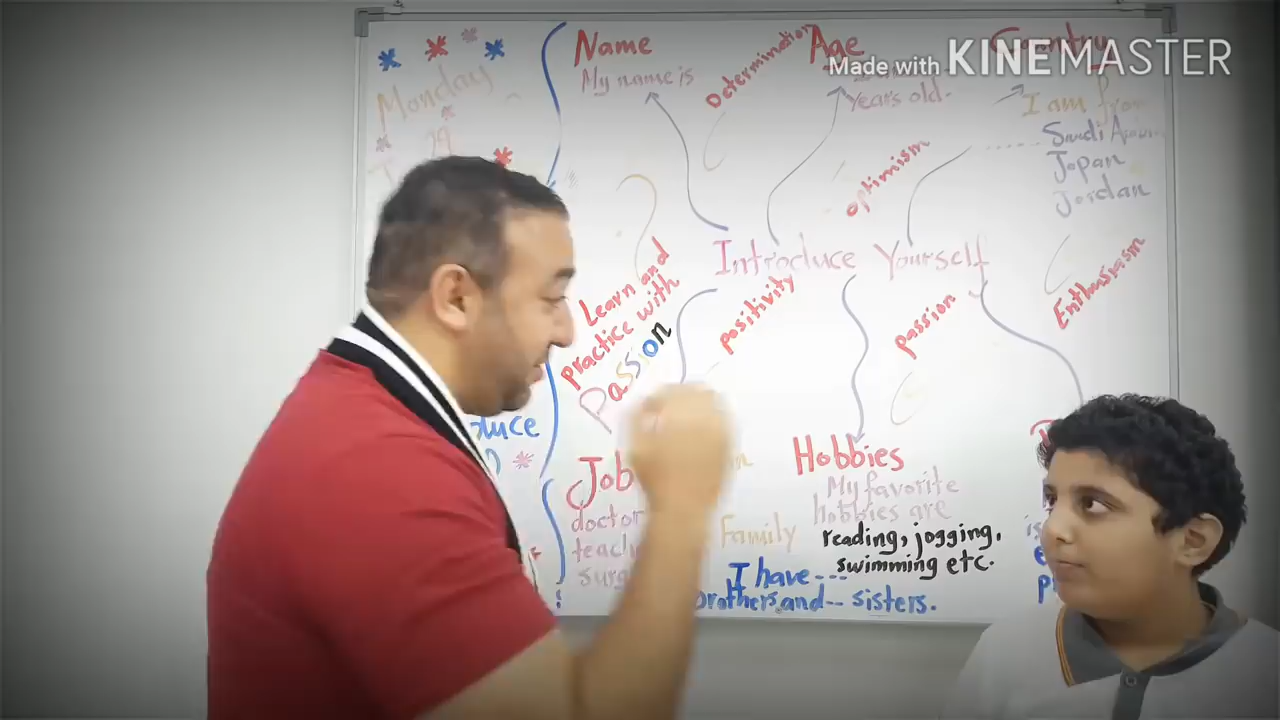 Made with KINEMASTER
Monday
29
Name
My name is
Determination
Age
years old.
Country
I am from
Saudi
Japan
Jordan
optimism
Introduce Yourself
Learn and
practice with
Passion
positivity
passion
Enthusiasm
Job
doctor
Hobbies
My favorite
hobbies are
reading, jogging,
swimming etc.
Family
I have ---
brothers and -- sisters.